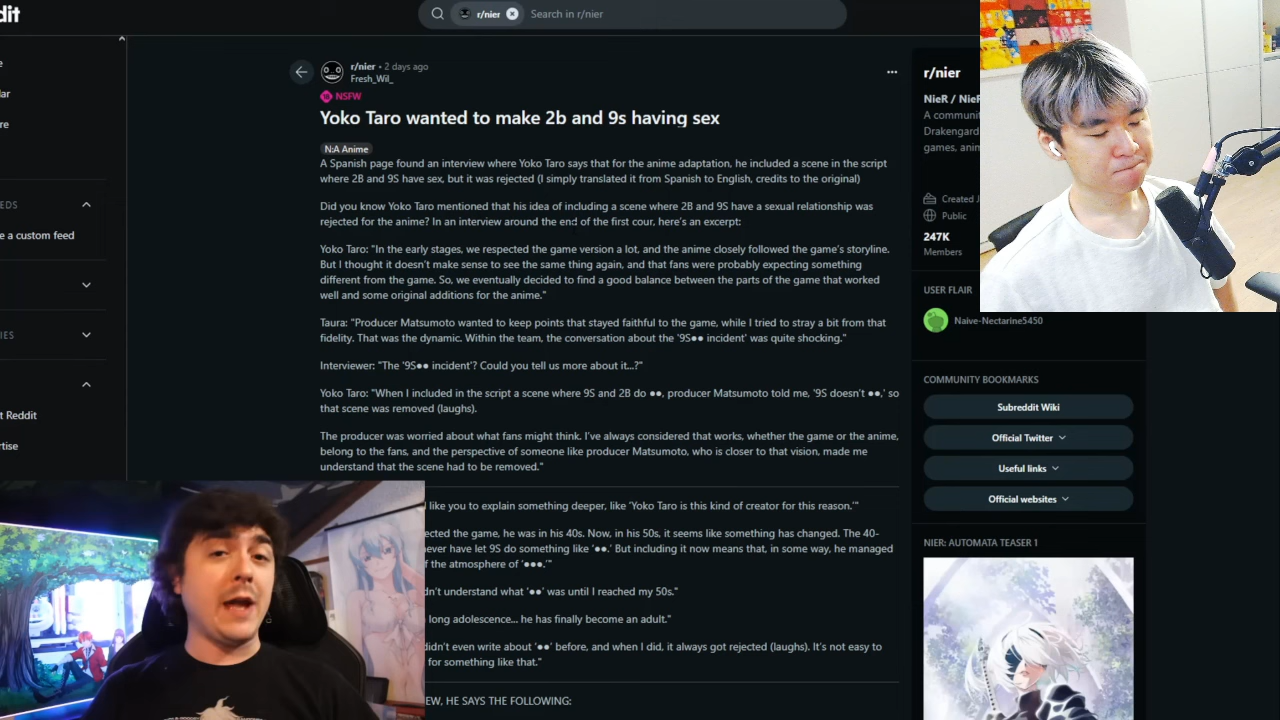 dit
r/nier
Search in r/nier
r/nier • 2 days ago
Fresh_Wil_
NSFW
Yoko Taro wanted to make 2b and 9s having sex
N:A Anime
A Spanish page found an interview where Yoko Taro says that for the anime adaptation, he included a scene in the script
where 2B and 9S have sex, but it was rejected (I simply translated it from Spanish to English, credits to the original)
Did you know Yoko Taro mentioned that his idea of including a scene where 2B and 9S have a sexual relationship was
rejected for the anime? In an interview around the end of the first cour, here's an excerpt:
Yoko Taro: "In the early stages, we respected the game version a lot, and the anime closely followed the game's storyline.
But I thought it doesn't make sense to see the same thing again, and that fans were probably expecting something
different from the game. So, we eventually decided to find a good balance between the parts of the game that worked
well and some original additions for the anime."
Taura: "Producer Matsumoto wanted to keep points that stayed faithful to the game, while I tried to stray a bit from that
fidelity. That was the dynamic. Within the team, the conversation about the '9S●● incident' was quite shocking."
Interviewer: "The '9S●● incident'? Could you tell us more about it...?"
Yoko Taro: "When I included in the script a scene where 9S and 2B do ●●, producer Matsumoto told me, '9S doesn't ●●,' so
that scene was removed (laughs).
The producer was worried about what fans might think. I've always considered that works, whether the game or the anime,
belong to the fans, and the perspective of someone like producer Matsumoto, who is closer to that vision, made me
understand that the scene had to be removed."
like you to explain something deeper, like 'Yoko Taro is this kind of creator for this reason.'"
ected the game, he was in his 40s. Now, in his 50s, it seems like something has changed. The 40-
never have let 9S do something like '●●.' But including it now means that, in some way, he managed
f the atmosphere of '●●●.'"
dn't understand what '●●' was until I reached my 50s."
long adolescence... he has finally become an adult."
didn't even write about '●●' before, and when I did, it always got rejected (laughs). It's not easy to
for something like that."
EW, HE SAYS THE FOLLOWING:
e
lar
re
EDS
e a custom feed
IES
t Reddit
rtise
r/nier
NieR / NieR
A communit
Drakengard
games, anim
Created J
Public
247K
Members
USER FLAIR
Naive-Nectarine5450
COMMUNITY BOOKMARKS
Subreddit Wiki
Official Twitter
Useful links
Official websites
NIER: AUTOMATA TEASER 1